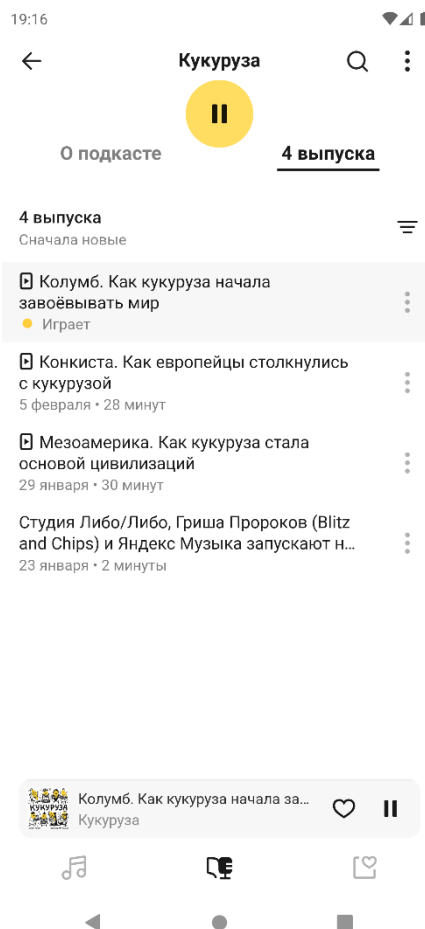 19:16
Кукуруза
О подкасте
4 выпуска
4 выпуска
Сначала новые
Колумб. Как кукуруза начала
завоёвывать мир
Играет
Конкиста. Как европейцы столкнулись
с кукурузой
5 февраля • 28 минут
Мезоамерика. Как кукуруза стала
основой цивилизаций
29 января • 30 минут
Студия Либо/Либо, Гриша Пророков (Blitz
and Chips) и Яндекс Музыка запускают н...
23 января • 2 минуты
КУКУРУЗА
Колумб. Как кукуруза начала за...
Кукуруза